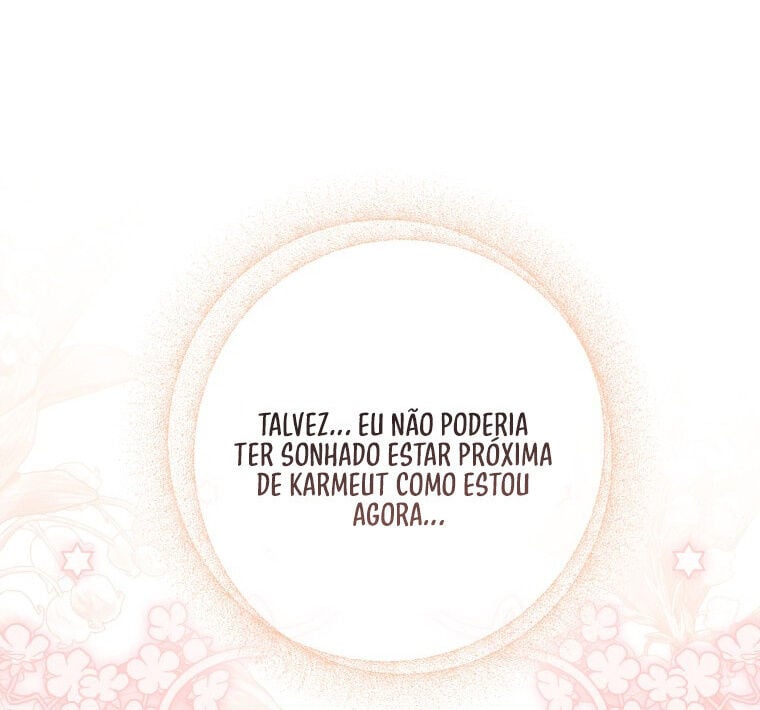 TALVEZ... EU NÃO PODERIA
TER SONHADO ESTAR PRÓXIMA
DE KARMEUT COMO ESTOU
AGORA...